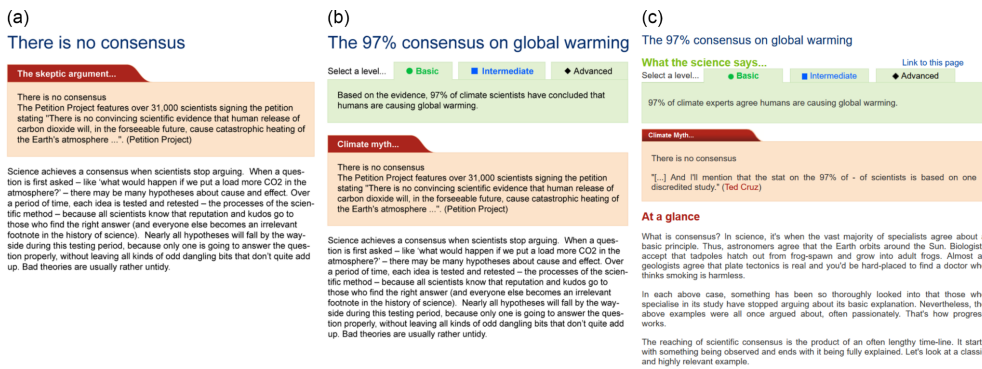 (a)
There is no consensus
The skeptic argument...
There is no consensus
The Petition Project features over 31,000 scientists signing the petition
stating "There is no convincing scientific evidence that human release of
carbon dioxide will, in the forseeable future, cause catastrophic heating of
the Earth's atmosphere ...". (Petition Project)
Science achieves a consensus when scientists stop arguing. When a ques-
tion is first asked – like 'what would happen if we put a load more CO2 in the
atmosphere?' – there may be many hypotheses about cause and effect. Over
a period of time, each idea is tested and retested – the processes of the scien-
tific method – because all scientists know that reputation and kudos go to
those who find the right answer (and everyone else becomes an irrelevant
footnote in the history of science). Nearly all hypotheses will fall by the way-
side during this testing period, because only one is going to answer the ques-
tion properly, without leaving all kinds of odd dangling bits that don't quite add
up. Bad theories are usually rather untidy.
(b)
The 97% consensus on global warming
Select a level... Basic Intermediate Advanced
Based on the evidence, 97% of climate scientists have concluded that
humans are causing global warming.
Climate myth...
There is no consensus
The Petition Project features over 31,000 scientists signing the petition
stating "There is no convincing scientific evidence that human release of
carbon dioxide will, in the forseeable future, cause catastrophic heating of
the Earth's atmosphere ...". (Petition Project)
Science achieves a consensus when scientists stop arguing. When a ques-
tion is first asked – like 'what would happen if we put a load more CO2 in the
atmosphere?' – there may be many hypotheses about cause and effect. Over
a period of time, each idea is tested and retested – the processes of the scien-
tific method – because all scientists know that reputation and kudos go to
those who find the right answer (and everyone else becomes an irrelevant
footnote in the history of science). Nearly all hypotheses will fall by the way-
side during this testing period, because only one is going to answer the ques-
tion properly, without leaving all kinds of odd dangling bits that don't quite add
up. Bad theories are usually rather untidy.
(c)
The 97% consensus on global warming
What the science says... Link to this page
Select a level... Basic Intermediate Advanced
97% of climate experts agree humans are causing global warming.
Climate Myth...
There is no consensus
"[...] And I'll mention that the stat on the 97% of - of scientists is based on one
discredited study." (Ted Cruz)
At a glance
What is consensus? In science, it's when the vast majority of specialists agree about
basic principle. Thus, astronomers agree that the Earth orbits around the Sun. Biologist
accept that tadpoles hatch out from frog-spawn and grow into adult frogs. Almost a
geologists agree that plate tectonics is real and you'd be hard-placed to find a doctor wh
thinks smoking is harmless.
In each above case, something has been so thoroughly looked into that those wh
specialise in its study have stopped arguing about its basic explanation. Nevertheless, th
above examples were all once argued about, often passionately. That's how progres
works.
The reaching of scientific consensus is the product of an often lengthy time-line. It start
with something being observed and ends with it being fully explained. Let's look at a classi
and highly relevant example.